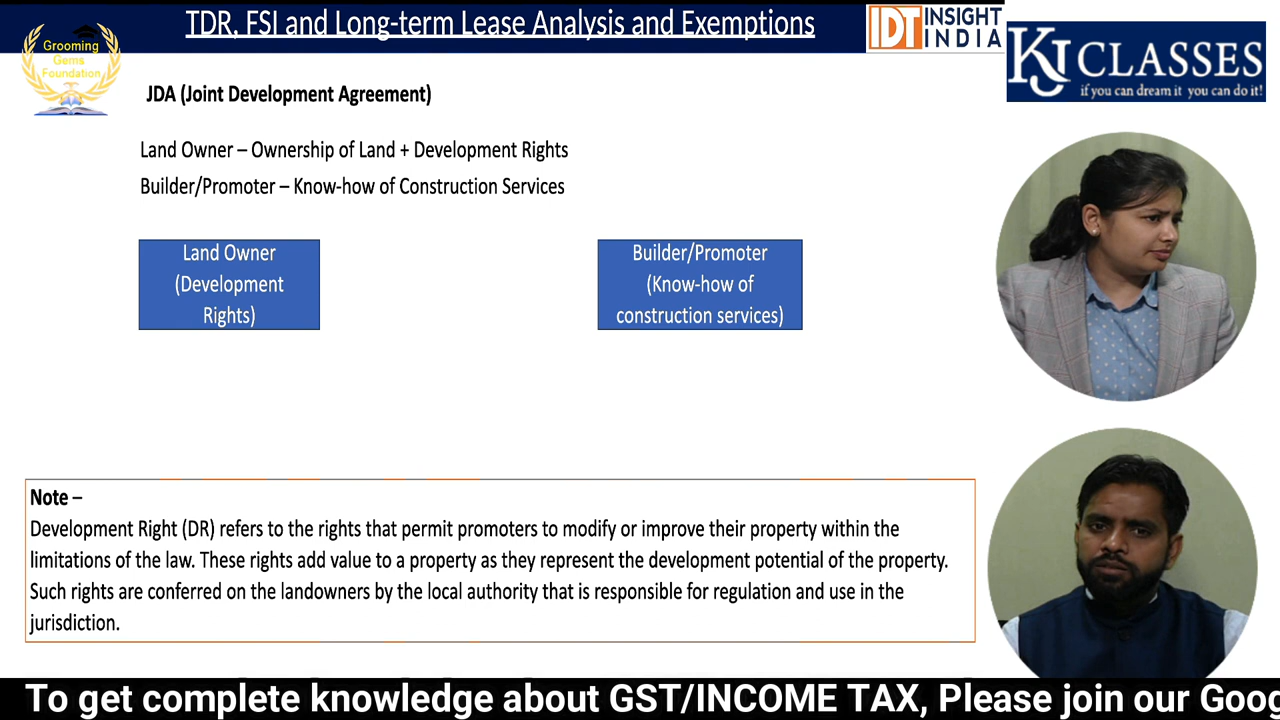 TDR, FSI and Long-term Lease Analysis and Exemptions
IDT INSIGHT INDIA
Grooming
Gems
Foundation
KJ CLASSES
if you can dream it you can do it!
JDA (Joint Development Agreement)
Land Owner – Ownership of Land + Development Rights
Builder/Promoter – Know-how of Construction Services
Land Owner
(Development
Rights)
Builder/Promoter
(Know-how of
construction services)
Note –
Development Right (DR) refers to the rights that permit promoters to modify or improve their property within the
limitations of the law. These rights add value to a property as they represent the development potential of the property.
Such rights are conferred on the landowners by the local authority that is responsible for regulation and use in the
jurisdiction.
To get complete knowledge about GST/INCOME TAX, Please join our Goog